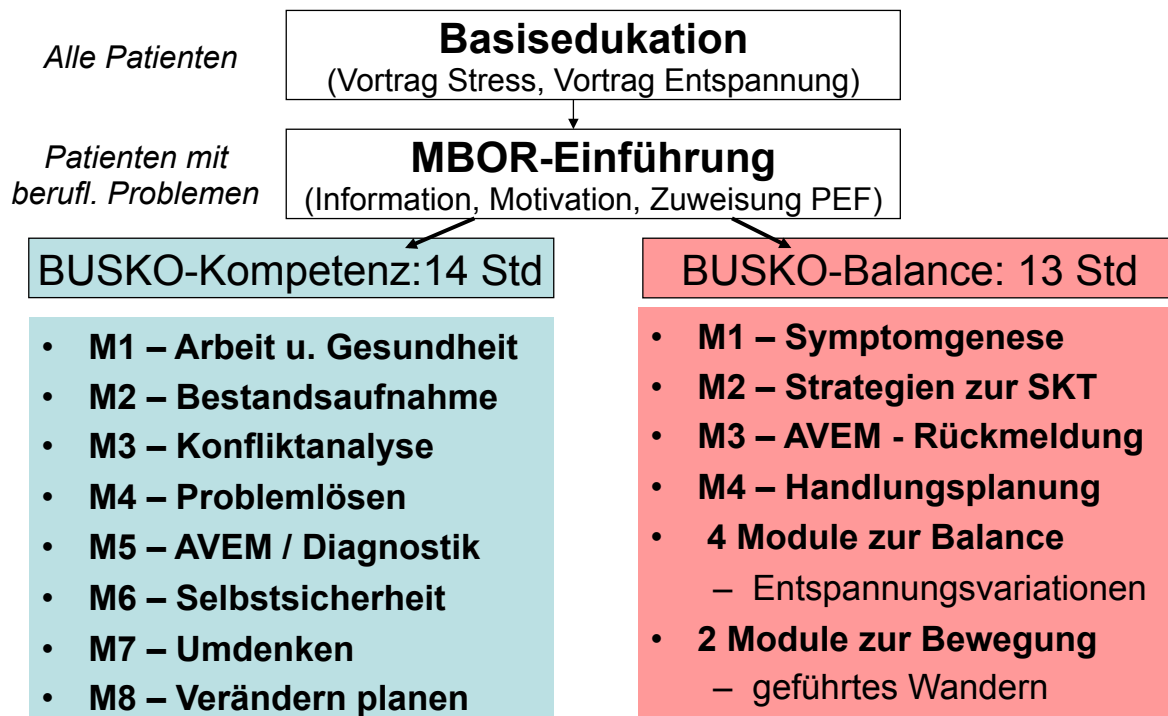 Alle Patienten
Basisedukation
(Vortrag Stress, Vortrag Entspannung)
Patienten mit
berufl. Problemen
MBOR-Einführung
(Information, Motivation, Zuweisung PEF)
BUSKO-Kompetenz:14 Std
• M1 – Arbeit u. Gesundheit
• M2 – Bestandsaufnahme
• M3 – Konfliktanalyse
• M4 – Problemlösen
• M5 – AVEM / Diagnostik
• M6 – Selbstsicherheit
• M7 – Umdenken
• M8 – Verändern planen
BUSKO-Balance: 13 Std
• M1 – Symptomgenese
• M2 – Strategien zur SKT
• M3 – AVEM - Rückmeldung
• M4 – Handlungsplanung
• 4 Module zur Balance
– Entspannungsvariationen
• 2 Module zur Bewegung
– geführtes Wandern